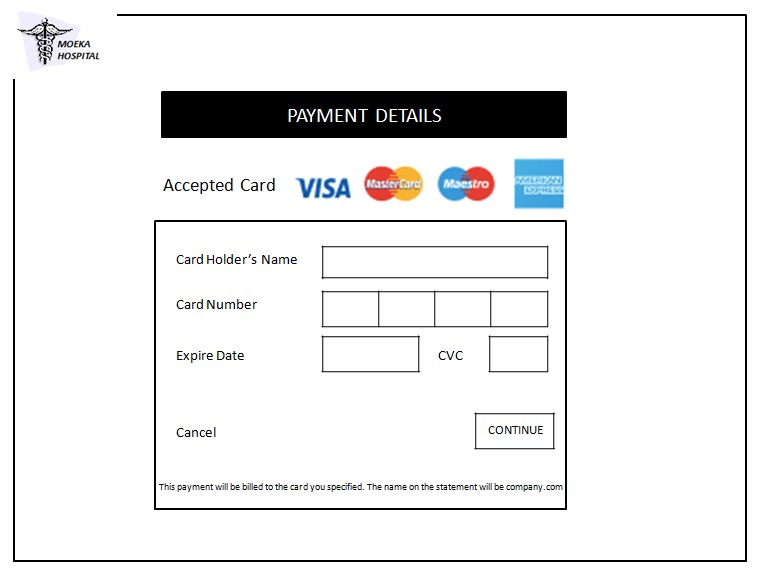 MOEKA
HOSPITAL
PAYMENT DETAILS
Accepted Card VISA MasterCard Maestro AMERICAN EXPRESS
Card Holder’s Name
Card Number
Expire Date CVC
Cancel CONTINUE
This payment will be billed to the card you specified. The name on the statement will be company.com